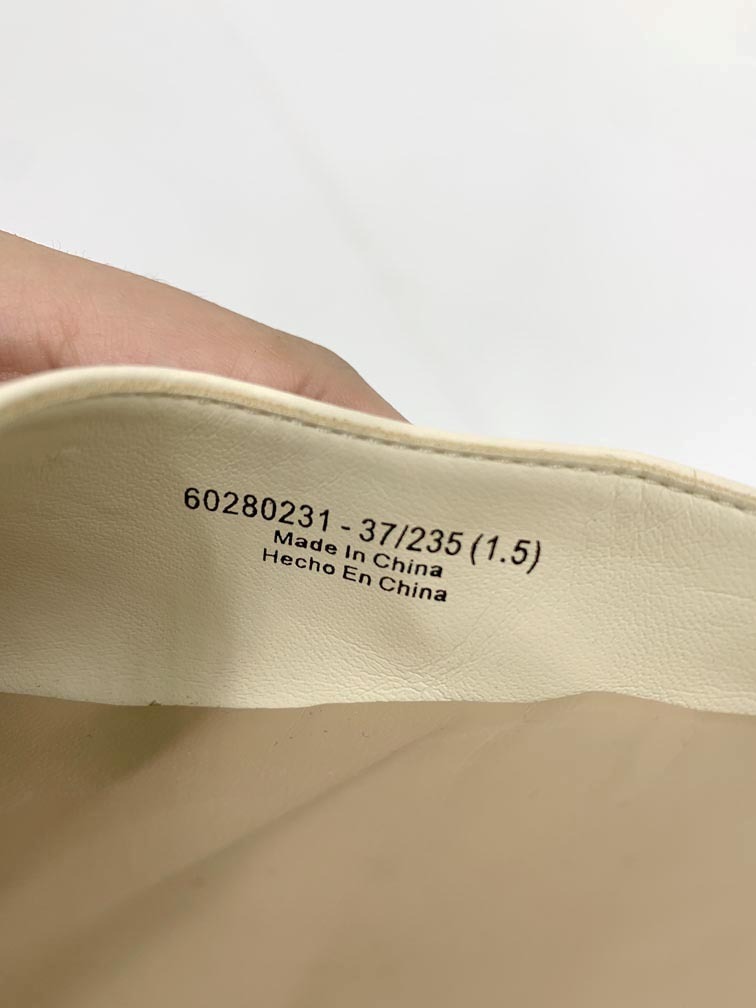 60280231 - 37/235 (1.5)
Made In China
Hecho En China